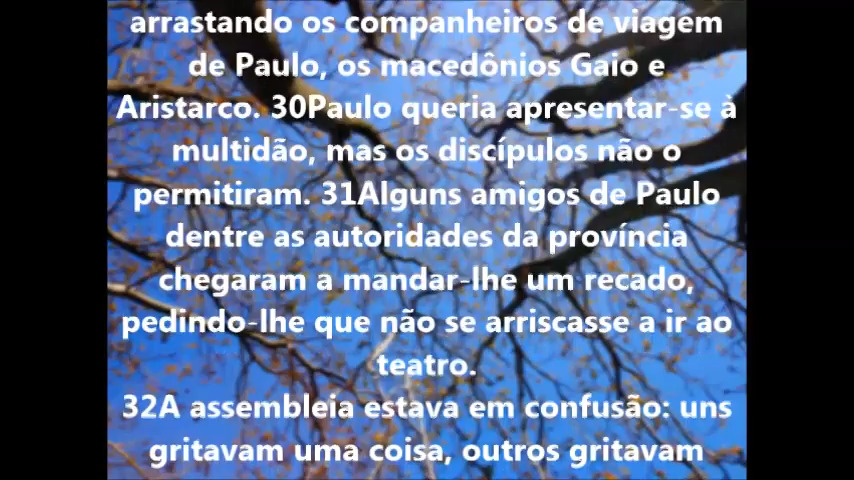 arrastando os companheiros de viagem
de Paulo, os macedônios Gaio e
Aristarco. 30Paulo queria apresentar-se à
multidão, mas os discípulos não o
permitiram. 31Alguns amigos de Paulo
dentre as autoridades da província
chegaram a mandar-lhe um recado,
pedindo-lhe que não se arriscasse a ir ao
teatro.
32A assembleia estava em confusão: uns
gritavam uma coisa, outros gritavam